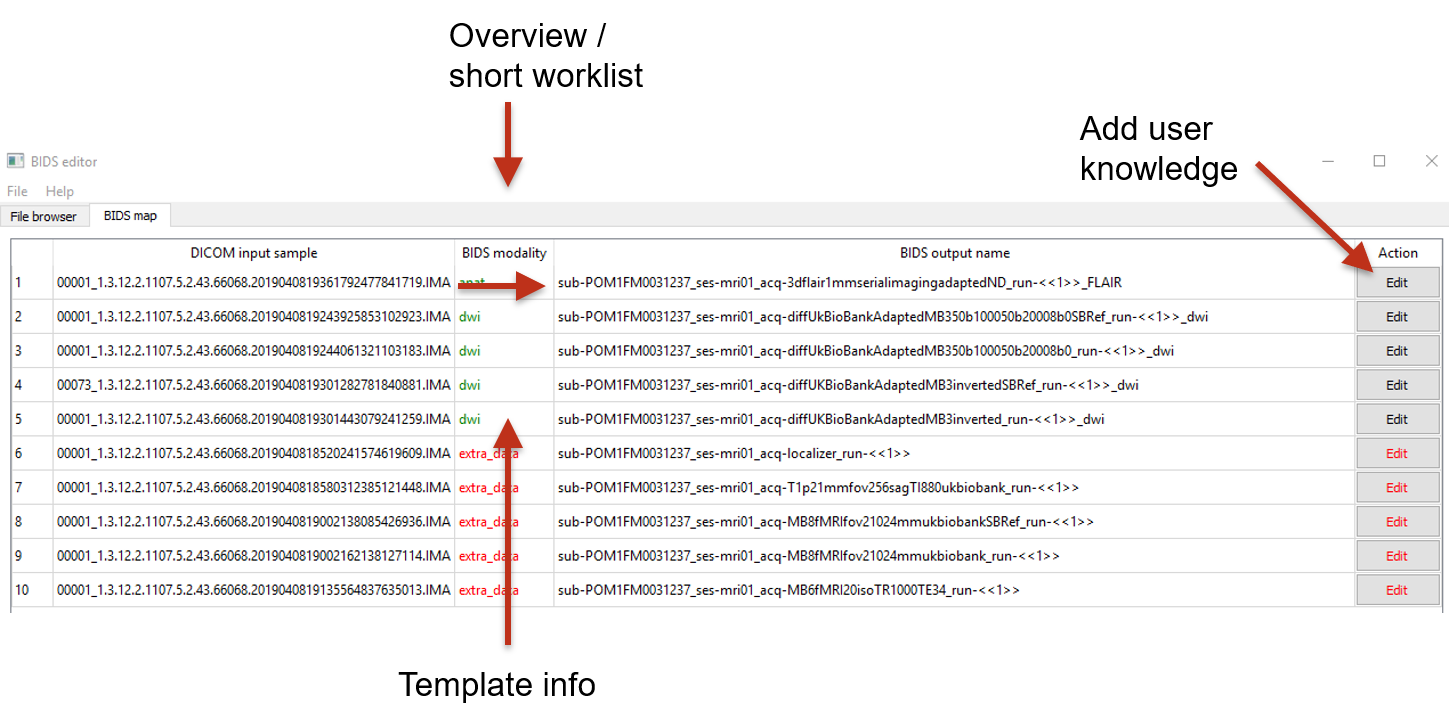 Overview /
short worklist
Add user
knowledge
BIDS editor
File Help
File browser BIDS map
DICOM input sample BIDS modality BIDS output name Action
1 00001_1.3.12.2.1107.5.2.43.66068.2019040819361792477841719.IMA anat sub-POM1FM0031237_ses-mri01_acq-3dflair1mmserialimagingadaptedND_run-<<1>>_FLAIR Edit
2 00001_1.3.12.2.1107.5.2.43.66068.2019040819243925853102923.IMA dwi sub-POM1FM0031237_ses-mri01_acq-diffUkBioBankAdaptedMB350b100050b20008b0SBRef_run-<<1>>_dwi Edit
3 00001_1.3.12.2.1107.5.2.43.66068.2019040819244061321103183.IMA dwi sub-POM1FM0031237_ses-mri01_acq-diffUkBioBankAdaptedMB350b100050b20008b0_run-<<1>>_dwi Edit
4 00073_1.3.12.2.1107.5.2.43.66068.2019040819301282781840881.IMA dwi sub-POM1FM0031237_ses-mri01_acq-diffUKBioBankAdaptedMB3invertedSBRef_run-<<1>>_dwi Edit
5 00001_1.3.12.2.1107.5.2.43.66068.2019040819301443079241259.IMA dwi sub-POM1FM0031237_ses-mri01_acq-diffUkBioBankAdaptedMB3inverted_run-<<1>>_dwi Edit
6 00001_1.3.12.2.1107.5.2.43.66068.2019040818520241574619609.IMA extra_data sub-POM1FM0031237_ses-mri01_acq-localizer_run-<<1>> Edit
7 00001_1.3.12.2.1107.5.2.43.66068.2019040818580312385121448.IMA extra_data sub-POM1FM0031237_ses-mri01_acq-T1p21mmfov256sagTI880ukbiobank_run-<<1>> Edit
8 00001_1.3.12.2.1107.5.2.43.66068.2019040819002138085426936.IMA extra_data sub-POM1FM0031237_ses-mri01_acq-MB8fMRIfov21024mmukbiobankSBRef_run-<<1>> Edit
9 00001_1.3.12.2.1107.5.2.43.66068.2019040819002162138127114.IMA extra_data sub-POM1FM0031237_ses-mri01_acq-MB8fMRIfov21024mmukbiobank_run-<<1>> Edit
10 00001_1.3.12.2.1107.5.2.43.66068.2019040819135564837635013.IMA extra_data sub-POM1FM0031237_ses-mri01_acq-MB6fMRI20isoTR1000TE34_run-<<1>> Edit
Template info